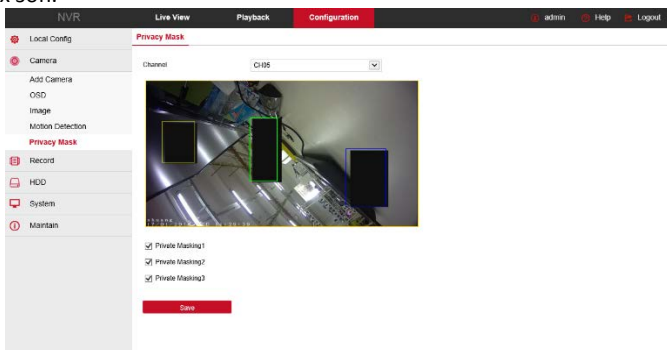 NVR Live View Playback Configuration admin Help Logout
Local Config
Privacy Mask
Camera
Channel CH05
Add Camera
OSD
Image
Motion Detection
Privacy Mask
Record
HDD
System
Maintain
Private Masking1
Private Masking2
Private Masking3
Save